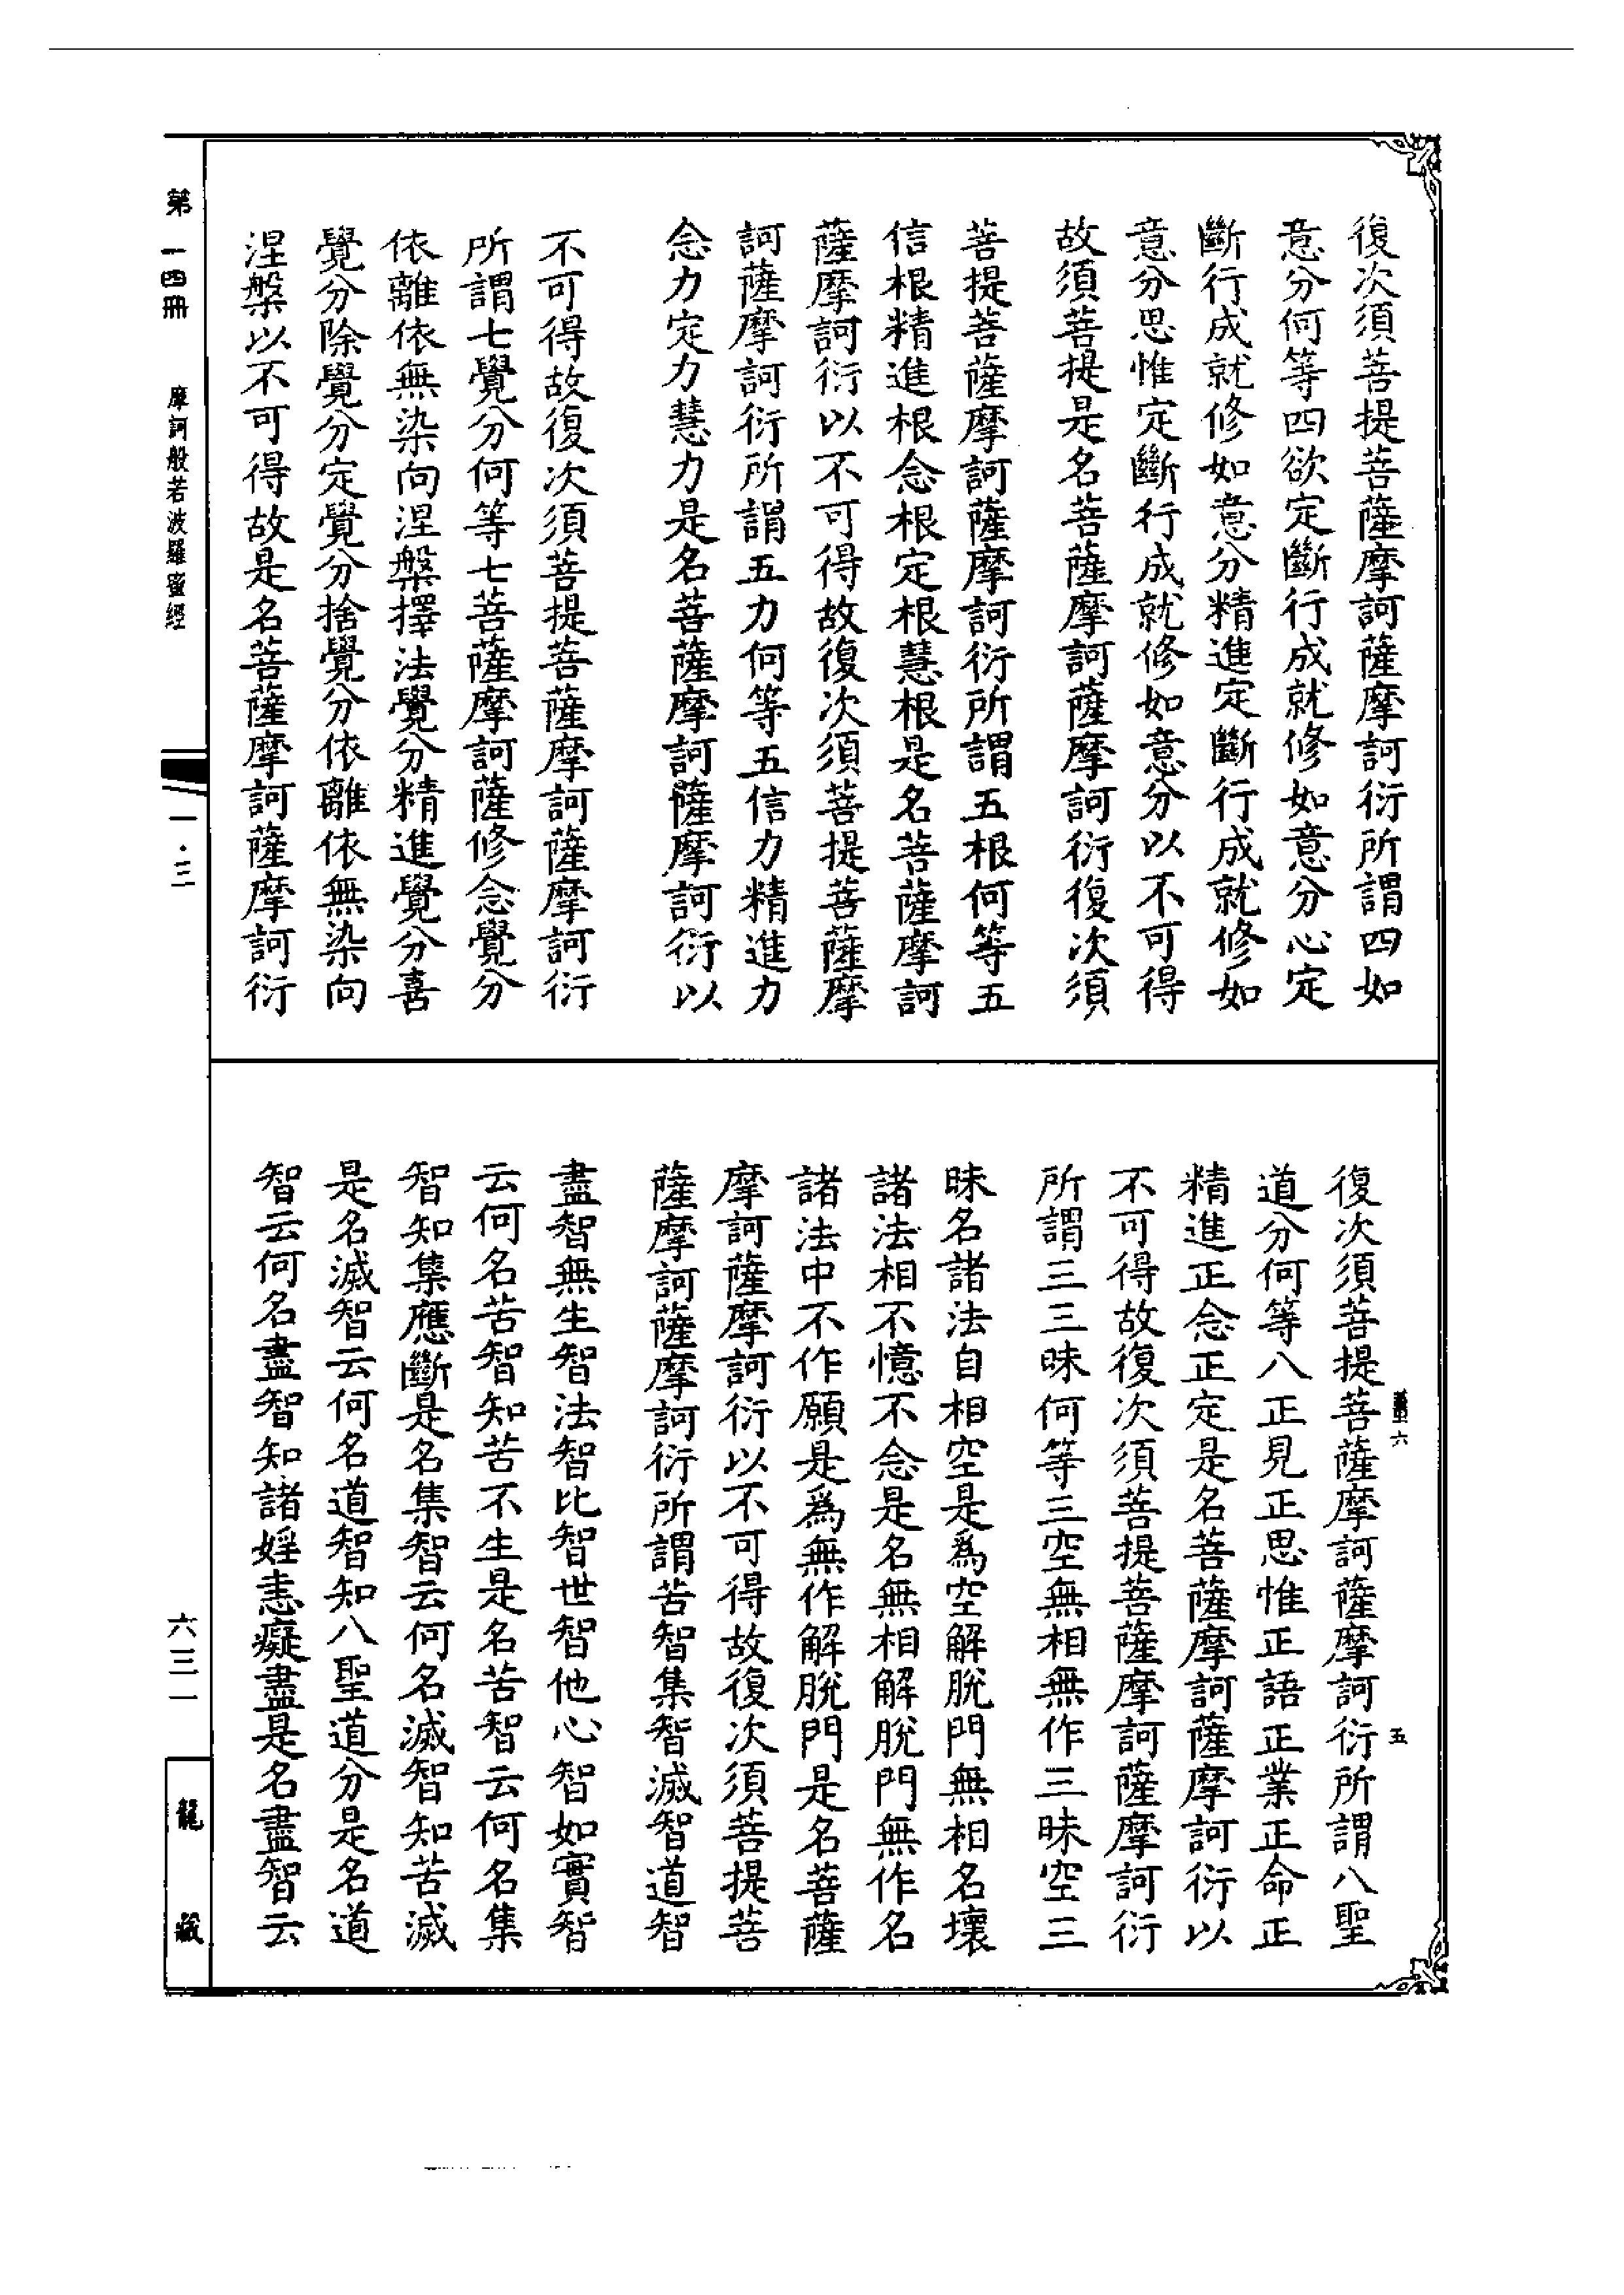 復次須菩提菩薩摩訶薩摩訶衍所謂四如
意分何等四欲定斷行成就修如意分心定
斷行成就修如意分精進定斷行成就修如
意分思惟定斷行成就修如意分以不可得
故須菩提是名菩薩摩訶薩摩訶衍復次須
菩提菩薩摩訶薩摩訶衍所謂五根何等五
信根精進根念根定根慧根是名菩薩摩訶
薩摩訶衍以不可得故復次須菩提菩薩摩
訶薩摩訶衍所謂五力何等五信力精進力
念力定力慧力是名菩薩摩訶薩摩訶衍以
不可得故復次須菩提菩薩摩訶薩摩訶衍
所謂七覺分何等七菩薩摩訶薩修念覺分
依離依無染向涅槃擇法覺分精進覺分喜
覺分除覺分定覺分捨覺分依離依無染向
涅槃以不可得故是名菩薩摩訶薩摩訶衍
復次須菩提菩薩摩訶薩摩訶衍所謂八聖
道分何等八正見正思惟正語正業正命正
精進正念正定是名菩薩摩訶薩摩訶衍以
不可得故復次須菩提菩薩摩訶薩摩訶衍
所謂三三昧何等三空無相無作三昧空三
昧名諸法自相空是爲空解脫門無相名壞
諸法相不憶不念是名無相解脫門無作名
諸法中不作願是爲無作解脫門是名菩薩
摩訶薩摩訶衍以不可得故復次須菩提菩
薩摩訶薩摩訶衍所謂苦智集智滅智道智
盡智無生智法智比智世智他心智如實智
云何名苦智知苦不生是名苦智云何名集
智知集應斷是名集智云何名滅智知苦滅
是名滅智云何名道智知八聖道分是名道
智云何名盡智知諸婬恚癡盡是名盡智云
六
五
第一四冊
摩訶般若波羅蜜經
一·三
六三一
龍藏